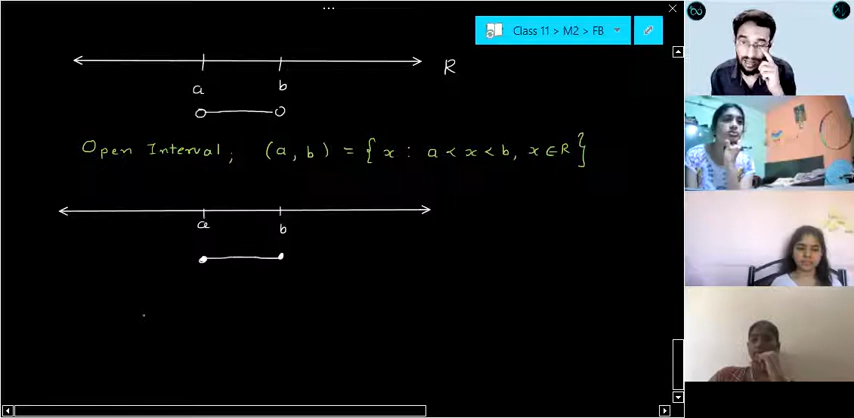 ...
Class 11 > M2 > FB
R
a b
Open Interval; (a, b) = { x : a < x < b, x ∈ R }
a b